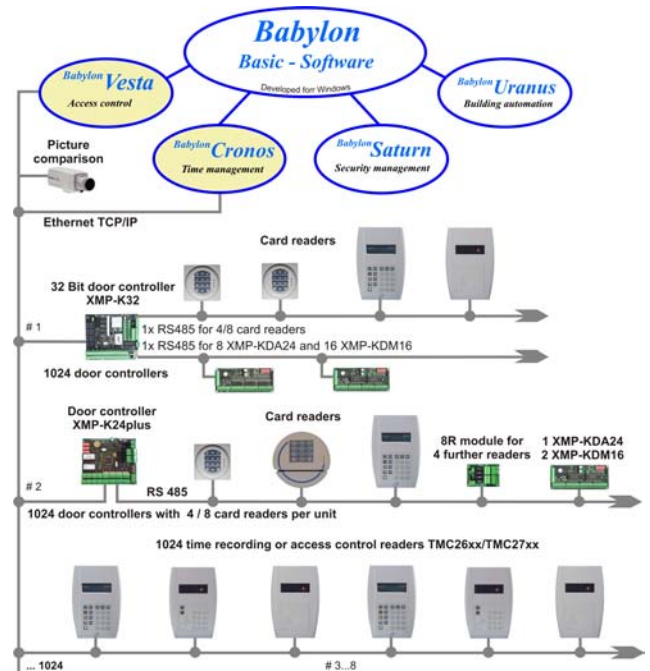 Babylon
Basic - Software
Developed forr Windows
Babylon Vesta
Access control
Babylon Uranus
Building automation
Babylon Cronos
Time management
Babylon Saturn
Security management
Picture
comparison
Ethernet TCP/IP
Card readers
32 Bit door controller
XMP-K32
# 1
1x RS485 for 4/8 card readers
1x RS485 for 8 XMP-KDA24 and 16 XMP-KDM16
1024 door controllers
Door controller
XMP-K24plus
Card readers
8R module for
4 further readers
1 XMP-KDA24
2 XMP-KDM16
# 2
RS 485
1024 door controllers with 4 / 8 card readers per unit
1024 time recording or access control readers TMC26xx/TMC27xx
... 1024
# 3...8